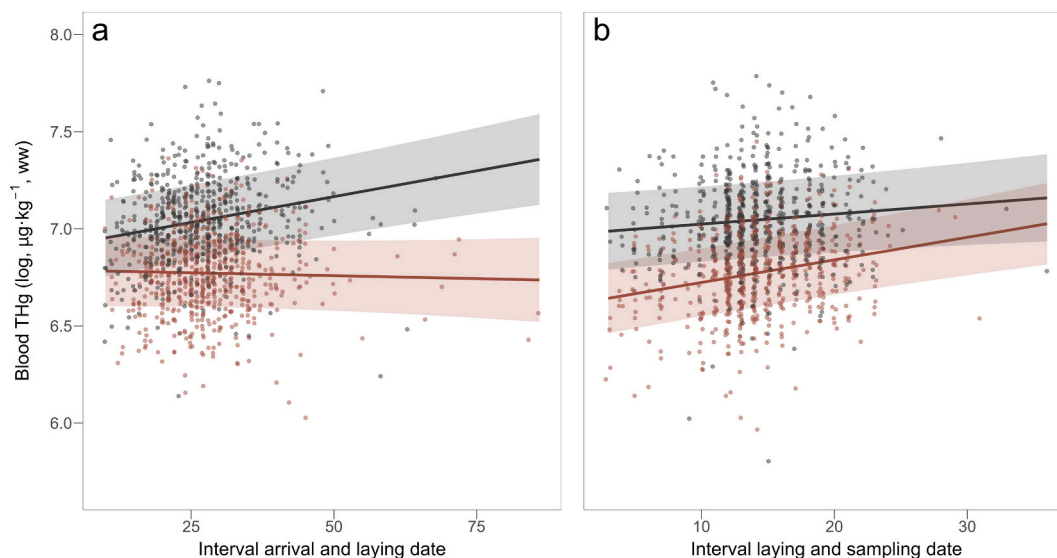 a
b
8.0
7.5
7.0
6.5
6.0
Blood THg (log, µg·kg⁻¹, ww)
25
50
75
10
20
30
Interval arrival and laying date
Interval laying and sampling date